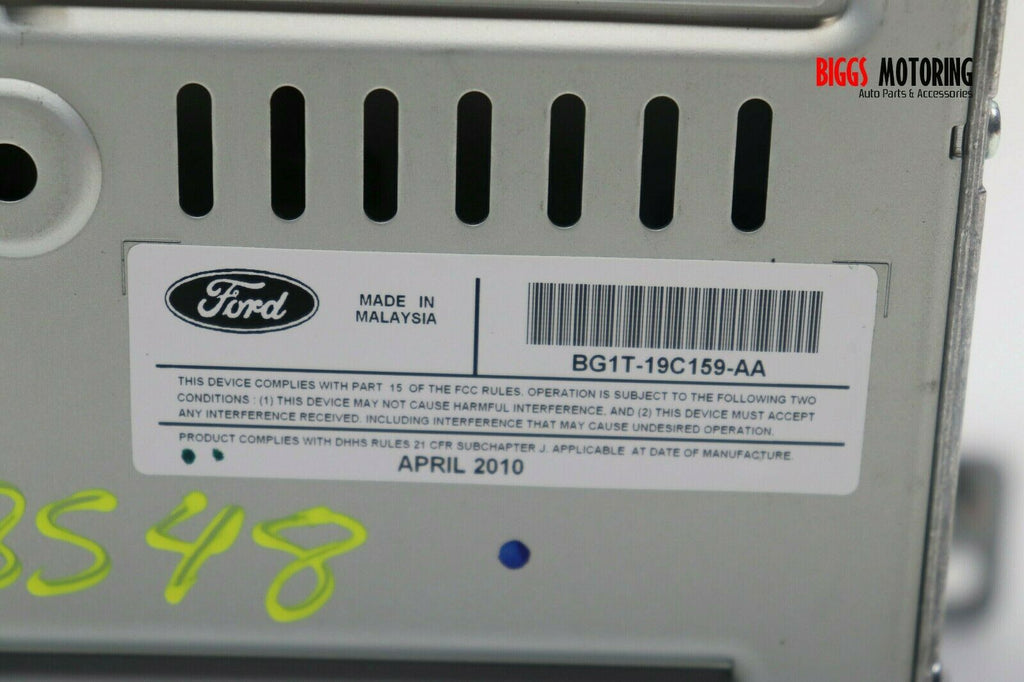 BIGGS MOTORING
Auto Parts & Accessories
Ford
MADE IN
MALAYSIA
BG1T-19C159-AA
THIS DEVICE COMPLIES WITH PART 15 OF THE FCC RULES. OPERATION IS SUBJECT TO THE FOLLOWING TWO
CONDITIONS : (1) THIS DEVICE MAY NOT CAUSE HARMFUL INTERFERENCE, AND (2) THIS DEVICE MUST ACCEPT
ANY INTERFERENCE RECEIVED. INCLUDING INTERFERENCE THAT MAY CAUSE UNDESIRED OPERATION.
PRODUCT COMPLIES WITH DHHS RULES 21 CFR SUBCHAPTER J. APPLICABLE AT DATE OF MANUFACTURE.
APRIL 2010
S48